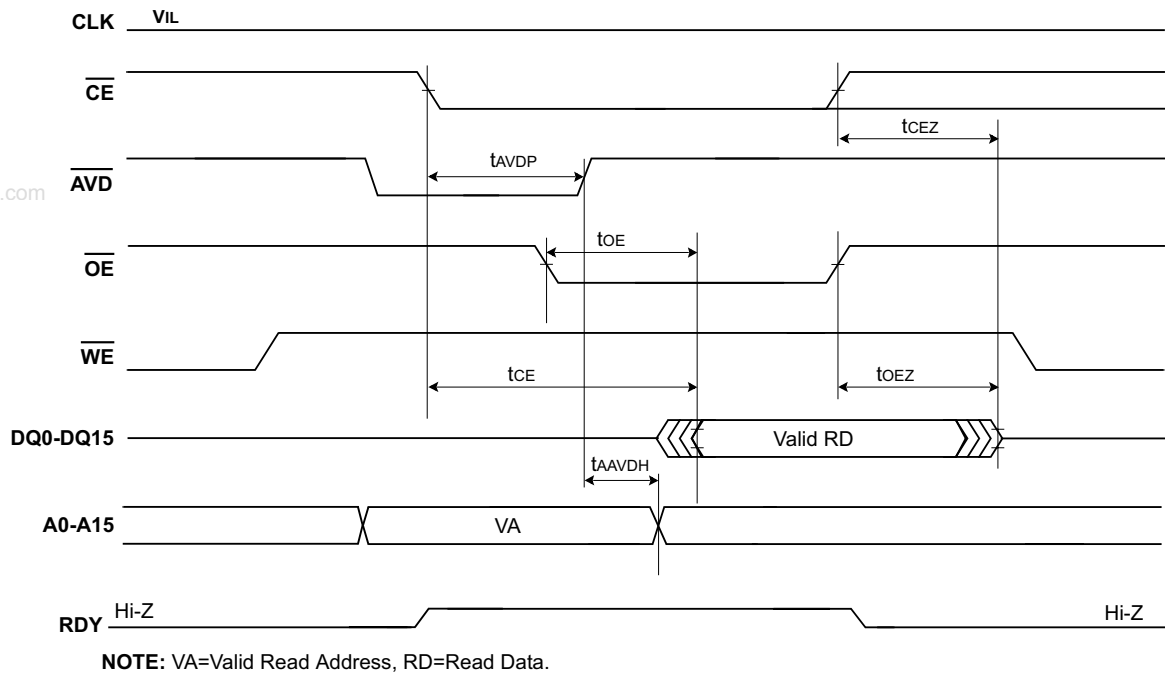 CLK VIL
CE
tCEZ
tAVDP
AVD
.com
tOE
OE
WE
tCE
tOEZ
DQ0-DQ15
Valid RD
tAAVDH
A0-A15
VA
Hi-Z
Hi-Z
RDY
NOTE: VA=Valid Read Address, RD=Read Data.